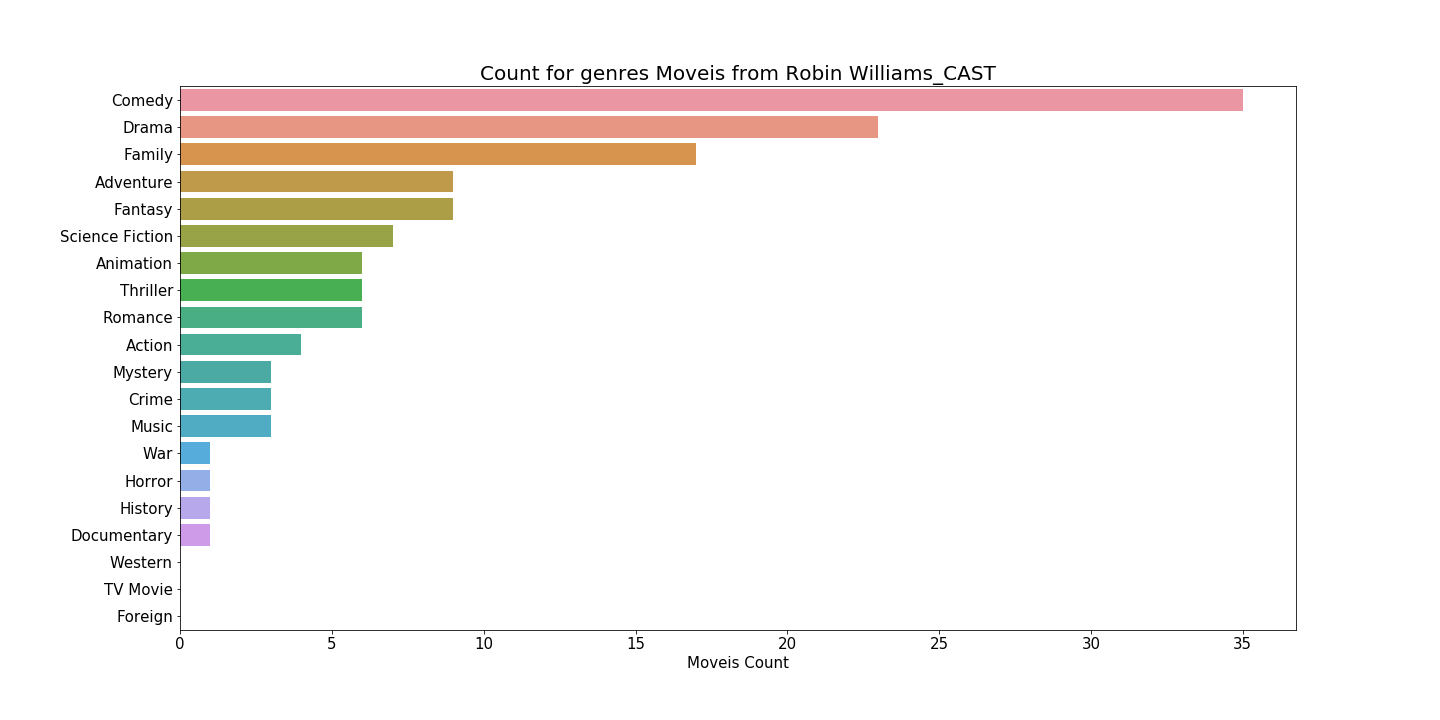 Count for genres Moveis from Robin Williams_CAST
Comedy
Drama
Family
Adventure
Fantasy
Science Fiction
Animation
Thriller
Romance
Action
Mystery
Crime
Music
War
Horror
History
Documentary
Western
TV Movie
Foreign
0 5 10 15 20 25 30 35
Moveis Count